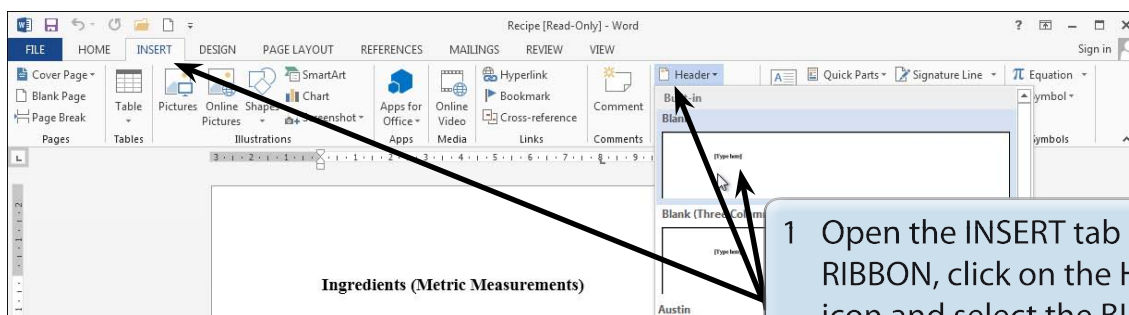 Recipe [Read-Only] - Word
Sign in
FILE HOME INSERT DESIGN PAGE LAYOUT REFERENCES MAILINGS REVIEW VIEW
Cover Page
Blank Page
Page Break
Pages
Table
Tables
Pictures
Online Pictures
Shapes
SmartArt
Chart
Screenshot
Illustrations
Apps for Office
Apps
Online Video
Media
Hyperlink
Bookmark
Cross-reference
Links
Comment
Comments
Header
Quick Parts
Signature Line
π Equation
Built-in
Blank
[Type here]
Blank (Three Columns)
[Type here]
Austin
Ingredients (Metric Measurements)
1 Open the INSERT tab
RIBBON, click on the H
icon and select the BL